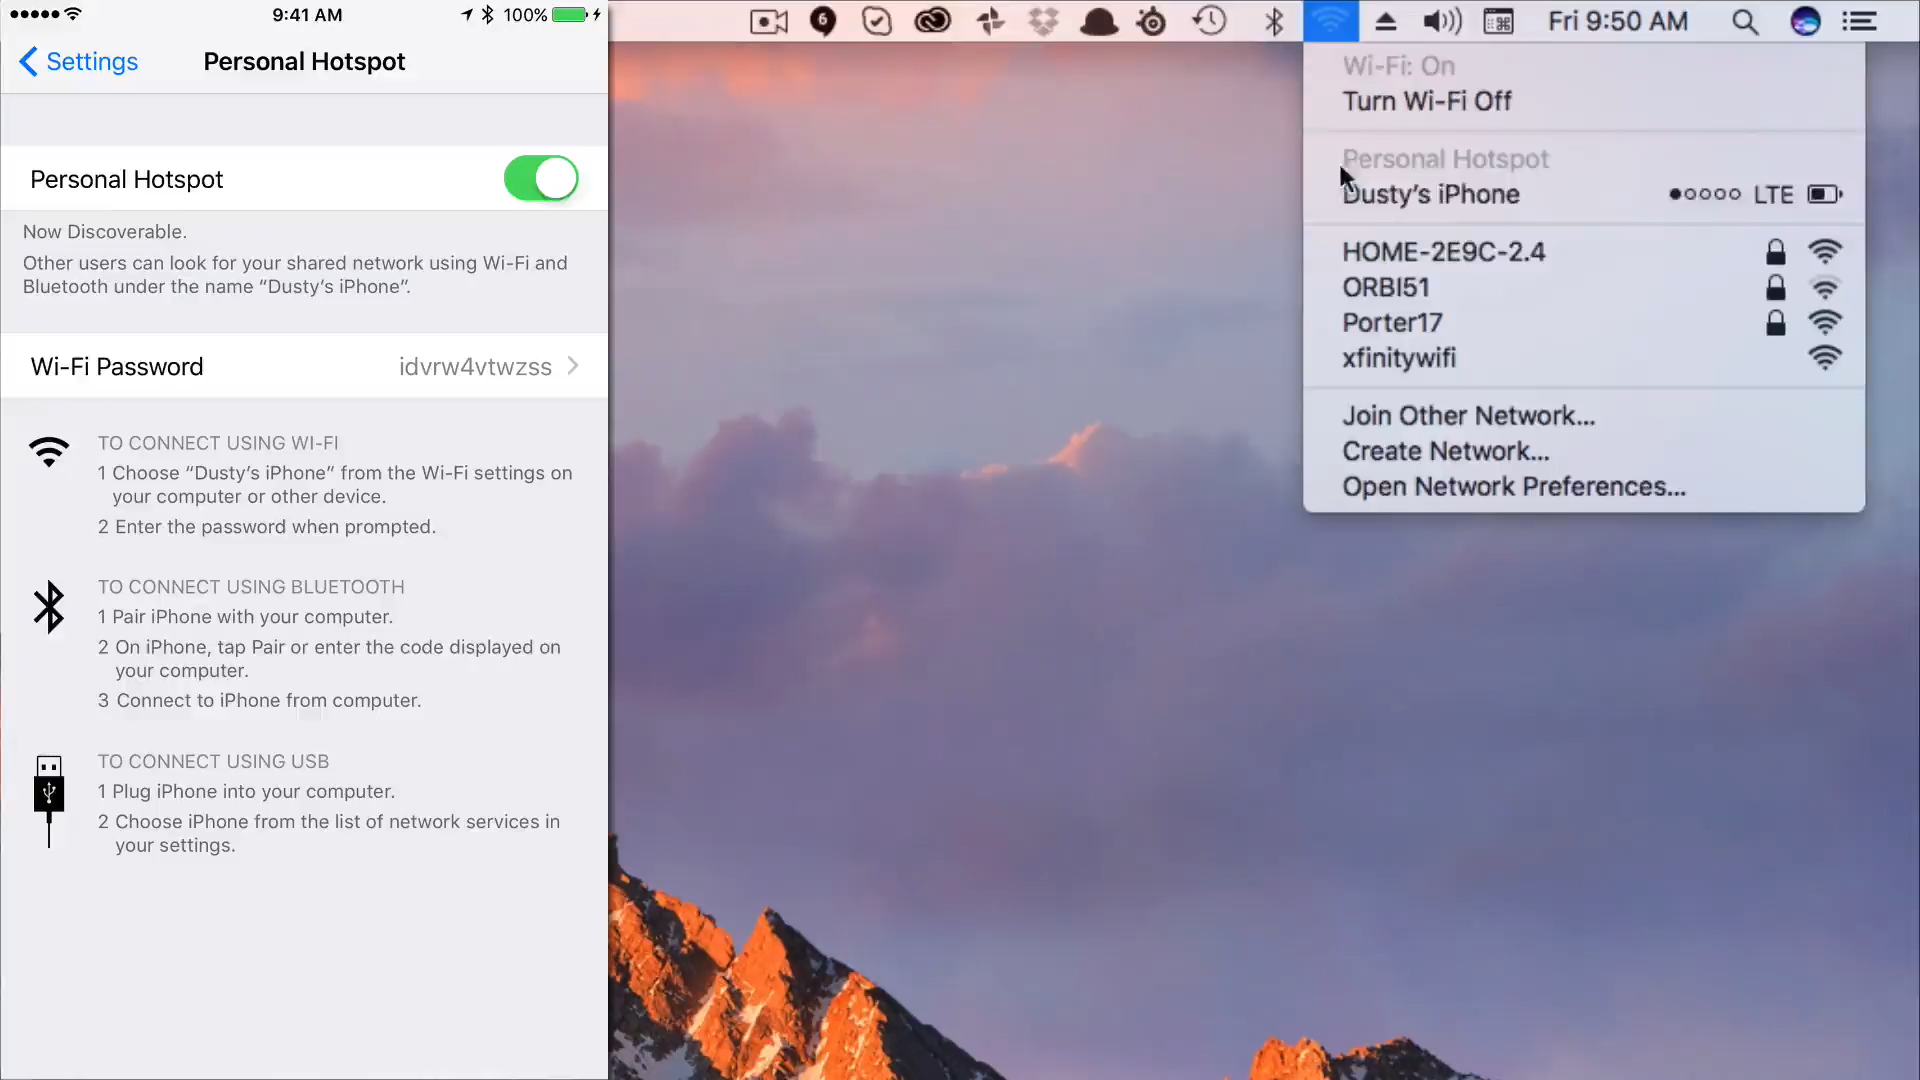 9:41 AM
100%
Settings
Personal Hotspot
Personal Hotspot
Now Discoverable.
Other users can look for your shared network using Wi-Fi and
Bluetooth under the name “Dusty’s iPhone”.
Wi-Fi Password
idvrw4vtwzss
TO CONNECT USING WI-FI
1 Choose “Dusty’s iPhone” from the Wi-Fi settings on
your computer or other device.
2 Enter the password when prompted.
TO CONNECT USING BLUETOOTH
1 Pair iPhone with your computer.
2 On iPhone, tap Pair or enter the code displayed on
your computer.
3 Connect to iPhone from computer.
TO CONNECT USING USB
1 Plug iPhone into your computer.
2 Choose iPhone from the list of network services in
your settings.
6
Fri 9:50 AM
Wi-Fi: On
Turn Wi-Fi Off
Personal Hotspot
Dusty’s iPhone
LTE
HOME-2E9C-2.4
ORBI51
Porter17
xfinitywifi
Join Other Network...
Create Network...
Open Network Preferences...